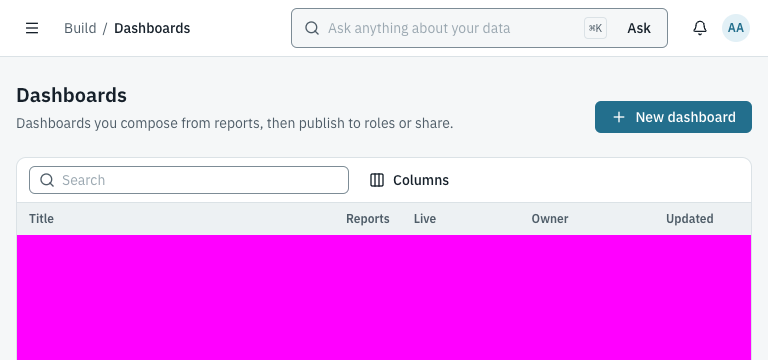 Build / Dashboards
Ask anything about your data ⌘K Ask
AA
Dashboards
Dashboards you compose from reports, then publish to roles or share.
New dashboard
Search
Columns
Title Reports Live Owner Updated